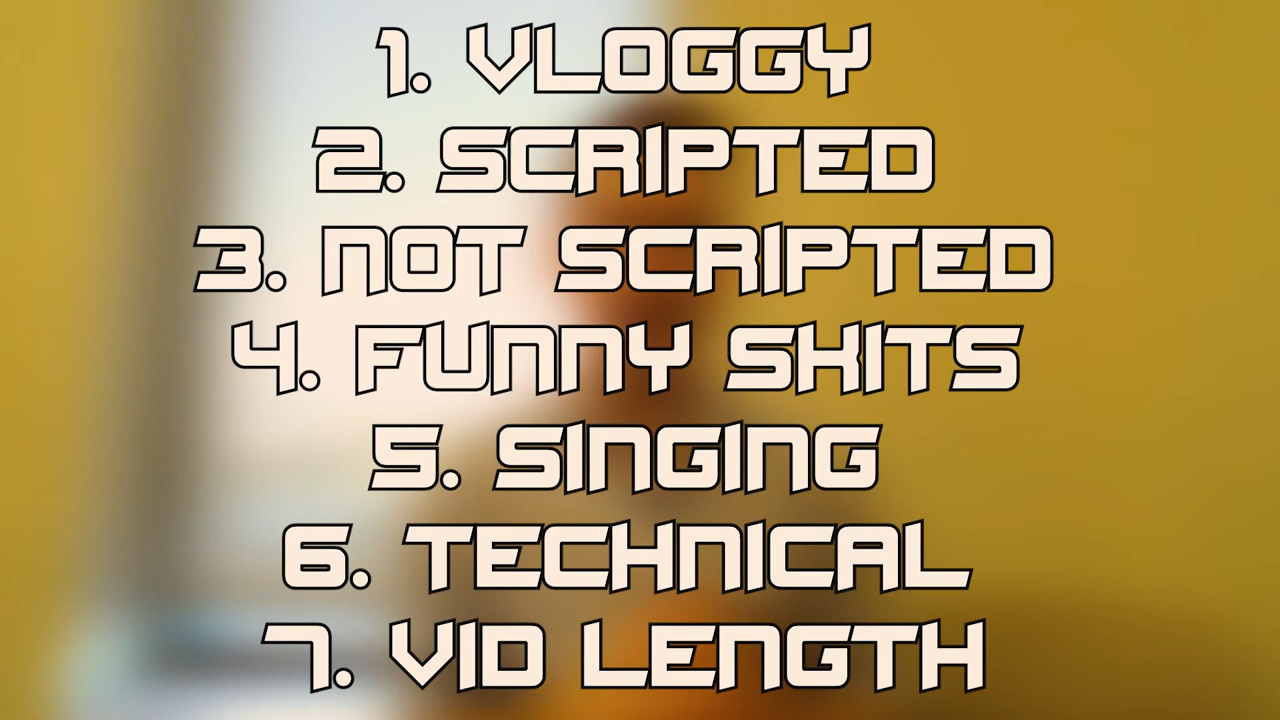 1. VLOGGY
2. SCRIPTED
3. NOT SCRIPTED
4. FUNNY SKITS
5. SINGING
6. TECHNICAL
7. VID LENGTH